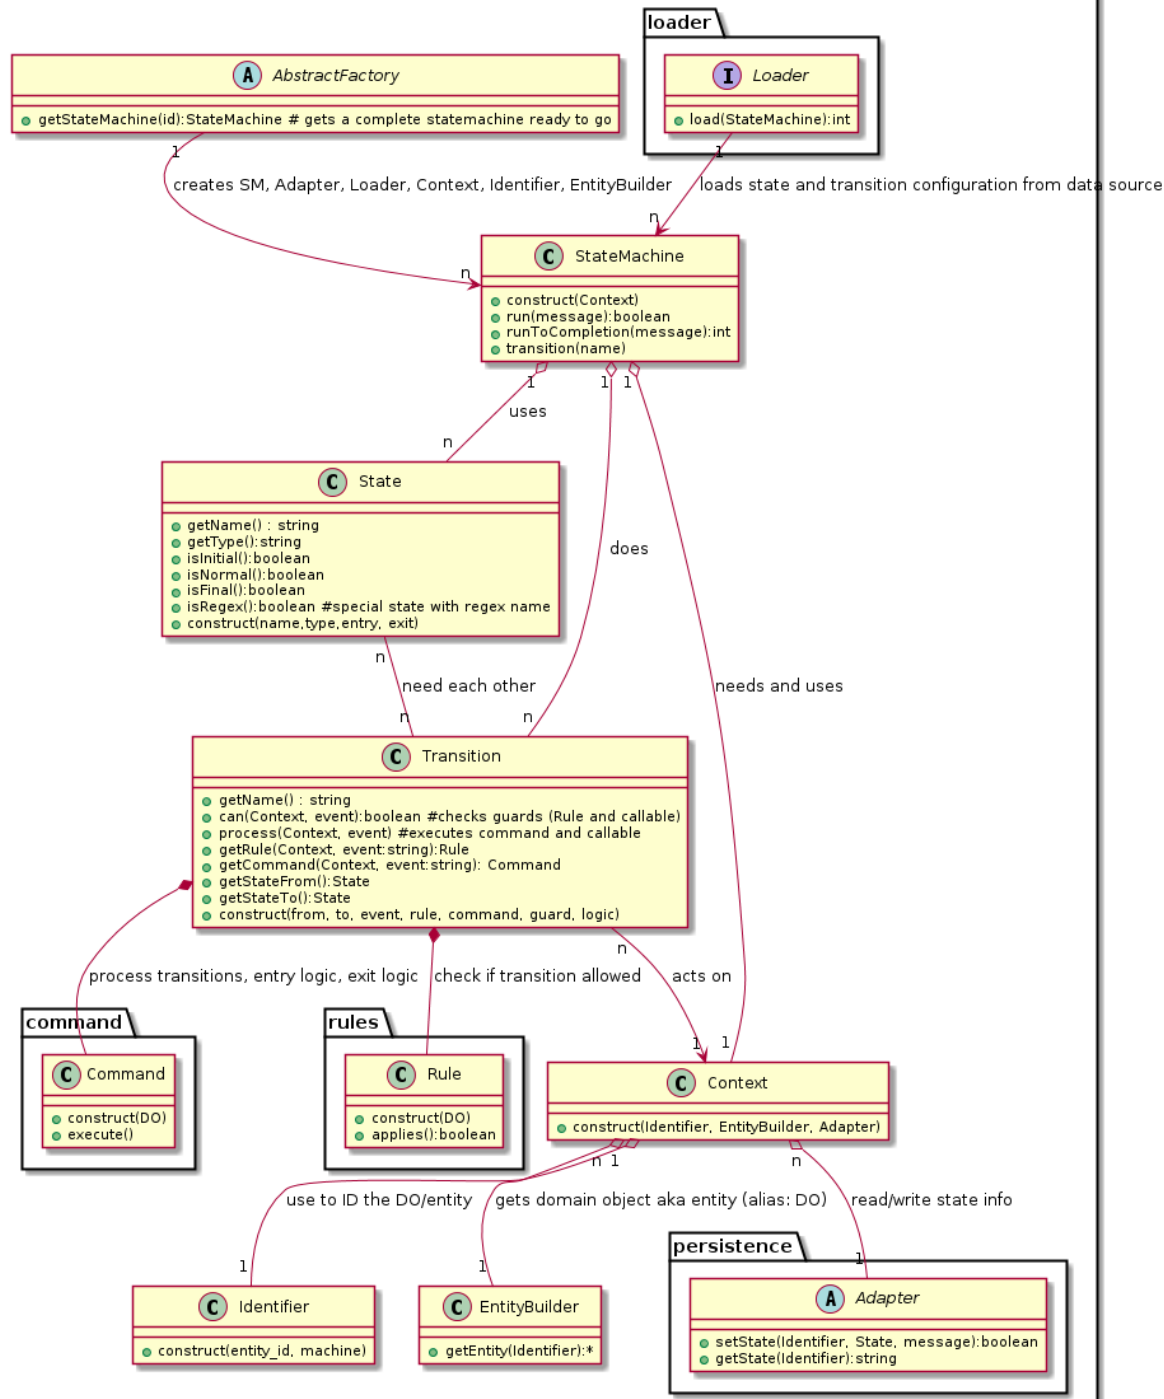 loader
A AbstractFactory
I Loader
getStateMachine(id):StateMachine # gets a complete statemachine ready to go
load(StateMachine):int
1
1
creates SM, Adapter, Loader, Context, Identifier, EntityBuilder
loads state and transition configuration from data source
n
n
C StateMachine
construct(Context)
run(message):boolean
runToCompletion(message):int
transition(name)
1 1 1
uses
n
C State
getName() : string
getType():string
isInitial():boolean
isNormal():boolean
isFinal():boolean
isRegex():boolean #special state with regex name
construct(name,type,entry, exit)
does
n
need each other
needs and uses
n
n
C Transition
getName() : string
can(Context, event):boolean #checks guards (Rule and callable)
process(Context, event) #executes command and callable
getRule(Context, event:string):Rule
getCommand(Context, event:string): Command
getStateFrom():State
getStateTo():State
construct(from, to, event, rule, command, guard, logic)
n
process transitions, entry logic, exit logic
check if transition allowed
acts on
command
rules
1
1
C Command
construct(DO)
execute()
C Rule
construct(DO)
applies():boolean
C Context
construct(Identifier, EntityBuilder, Adapter)
n 1
n
use to ID the DO/entity
gets domain object aka entity (alias: DO)
read/write state info
persistence
1
1
1
C Identifier
construct(entity_id, machine)
C EntityBuilder
getEntity(Identifier):*
A Adapter
setState(Identifier, State, message):boolean
getState(Identifier):string